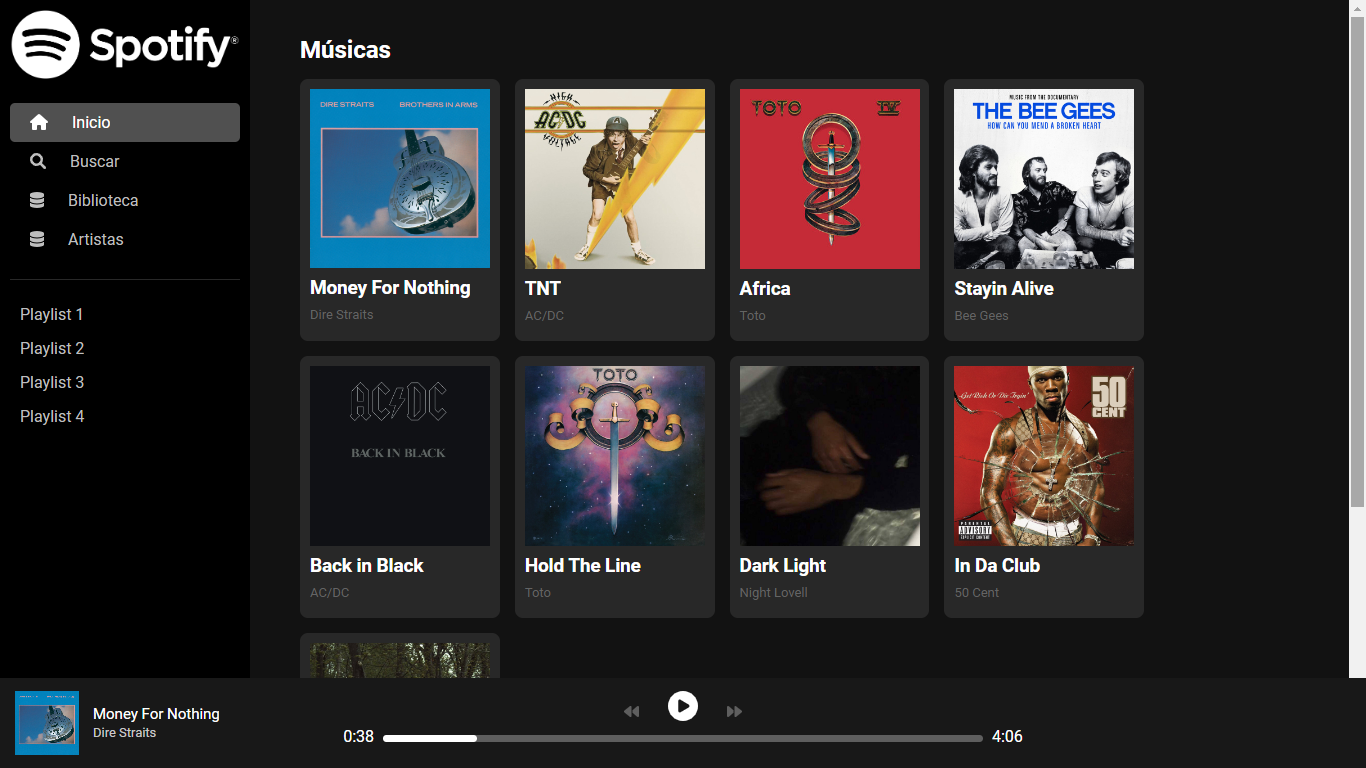 Spotify®
Inicio
Buscar
Biblioteca
Artistas
Playlist 1
Playlist 2
Playlist 3
Playlist 4
Músicas
DIRE STRAITS BROTHERS IN ARMS
Money For Nothing
Dire Straits
HIGH
AC/DC
VOLTAGE
TNT
AC/DC
TOTO IV
Africa
Toto
MUSIC FROM THE DOCUMENTARY
THE BEE GEES
HOW CAN YOU MEND A BROKEN HEART
Stayin Alive
Bee Gees
AC/DC
BACK IN BLACK
Back in Black
AC/DC
TOTO
Hold The Line
Toto
Dark Light
Night Lovell
Get Rich Or Die Tryin'
50
CENT
PARENTAL
ADVISORY
EXPLICIT CONTENT
In Da Club
50 Cent
Money For Nothing
Dire Straits
0:38
4:06